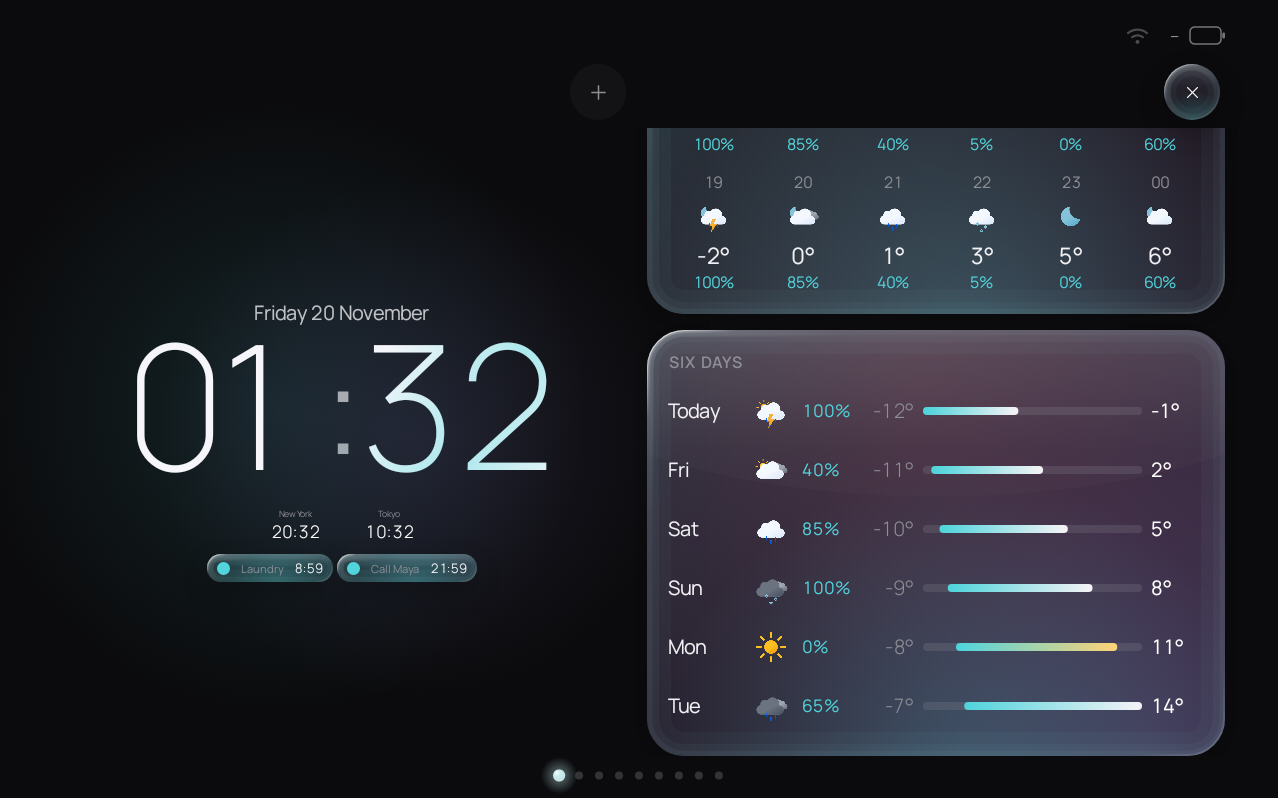 –
+
Friday 20 November
01:32
New York Tokyo
20:32 10:32
Laundry 8:59 Call Maya 21:59
100% 85% 40% 5% 0% 60%
19 20 21 22 23 00
-2° 0° 1° 3° 5° 6°
100% 85% 40% 5% 0% 60%
SIX DAYS
Today 100% -12° -1°
Fri 40% -11° 2°
Sat 85% -10° 5°
Sun 100% -9° 8°
Mon 0% -8° 11°
Tue 65% -7° 14°